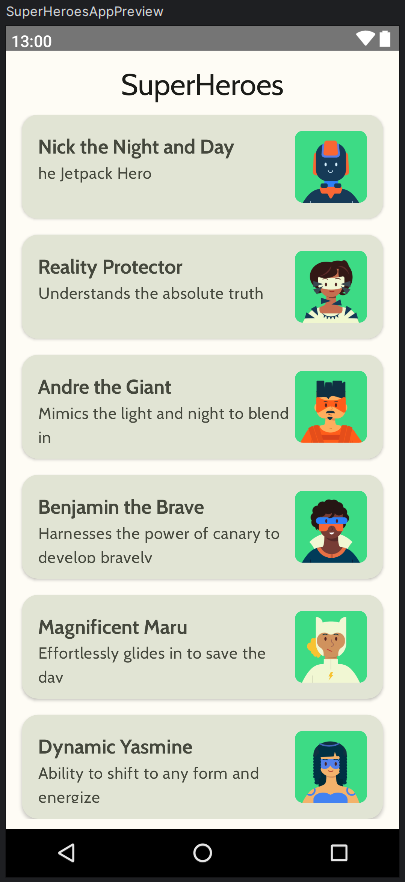 SuperHeroesAppPreview
13:00
SuperHeroes
Nick the Night and Day
he Jetpack Hero
Reality Protector
Understands the absolute truth
Andre the Giant
Mimics the light and night to blend
in
Benjamin the Brave
Harnesses the power of canary to
develop bravely
Magnificent Maru
Effortlessly glides in to save the
day
Dynamic Yasmine
Ability to shift to any form and
energize